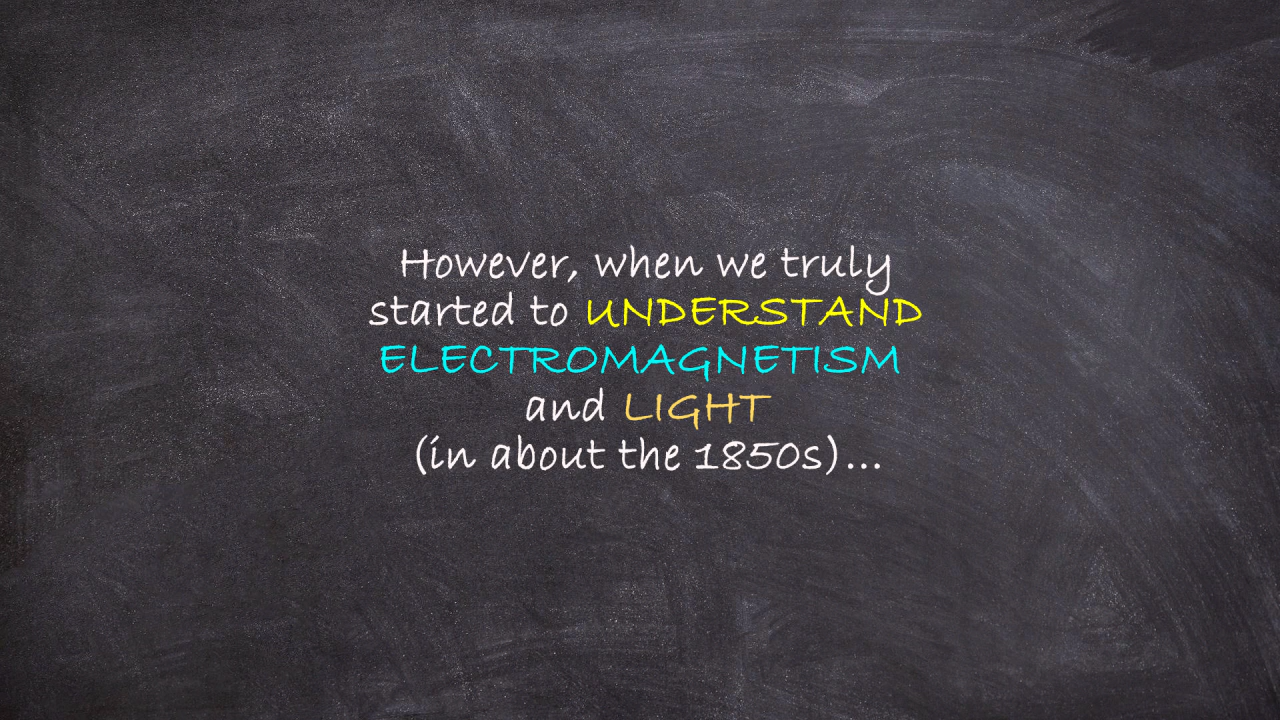 However, when we truly
started to UNDERSTAND
ELECTROMAGNETISM
and LIGHT
(in about the 1850s)...